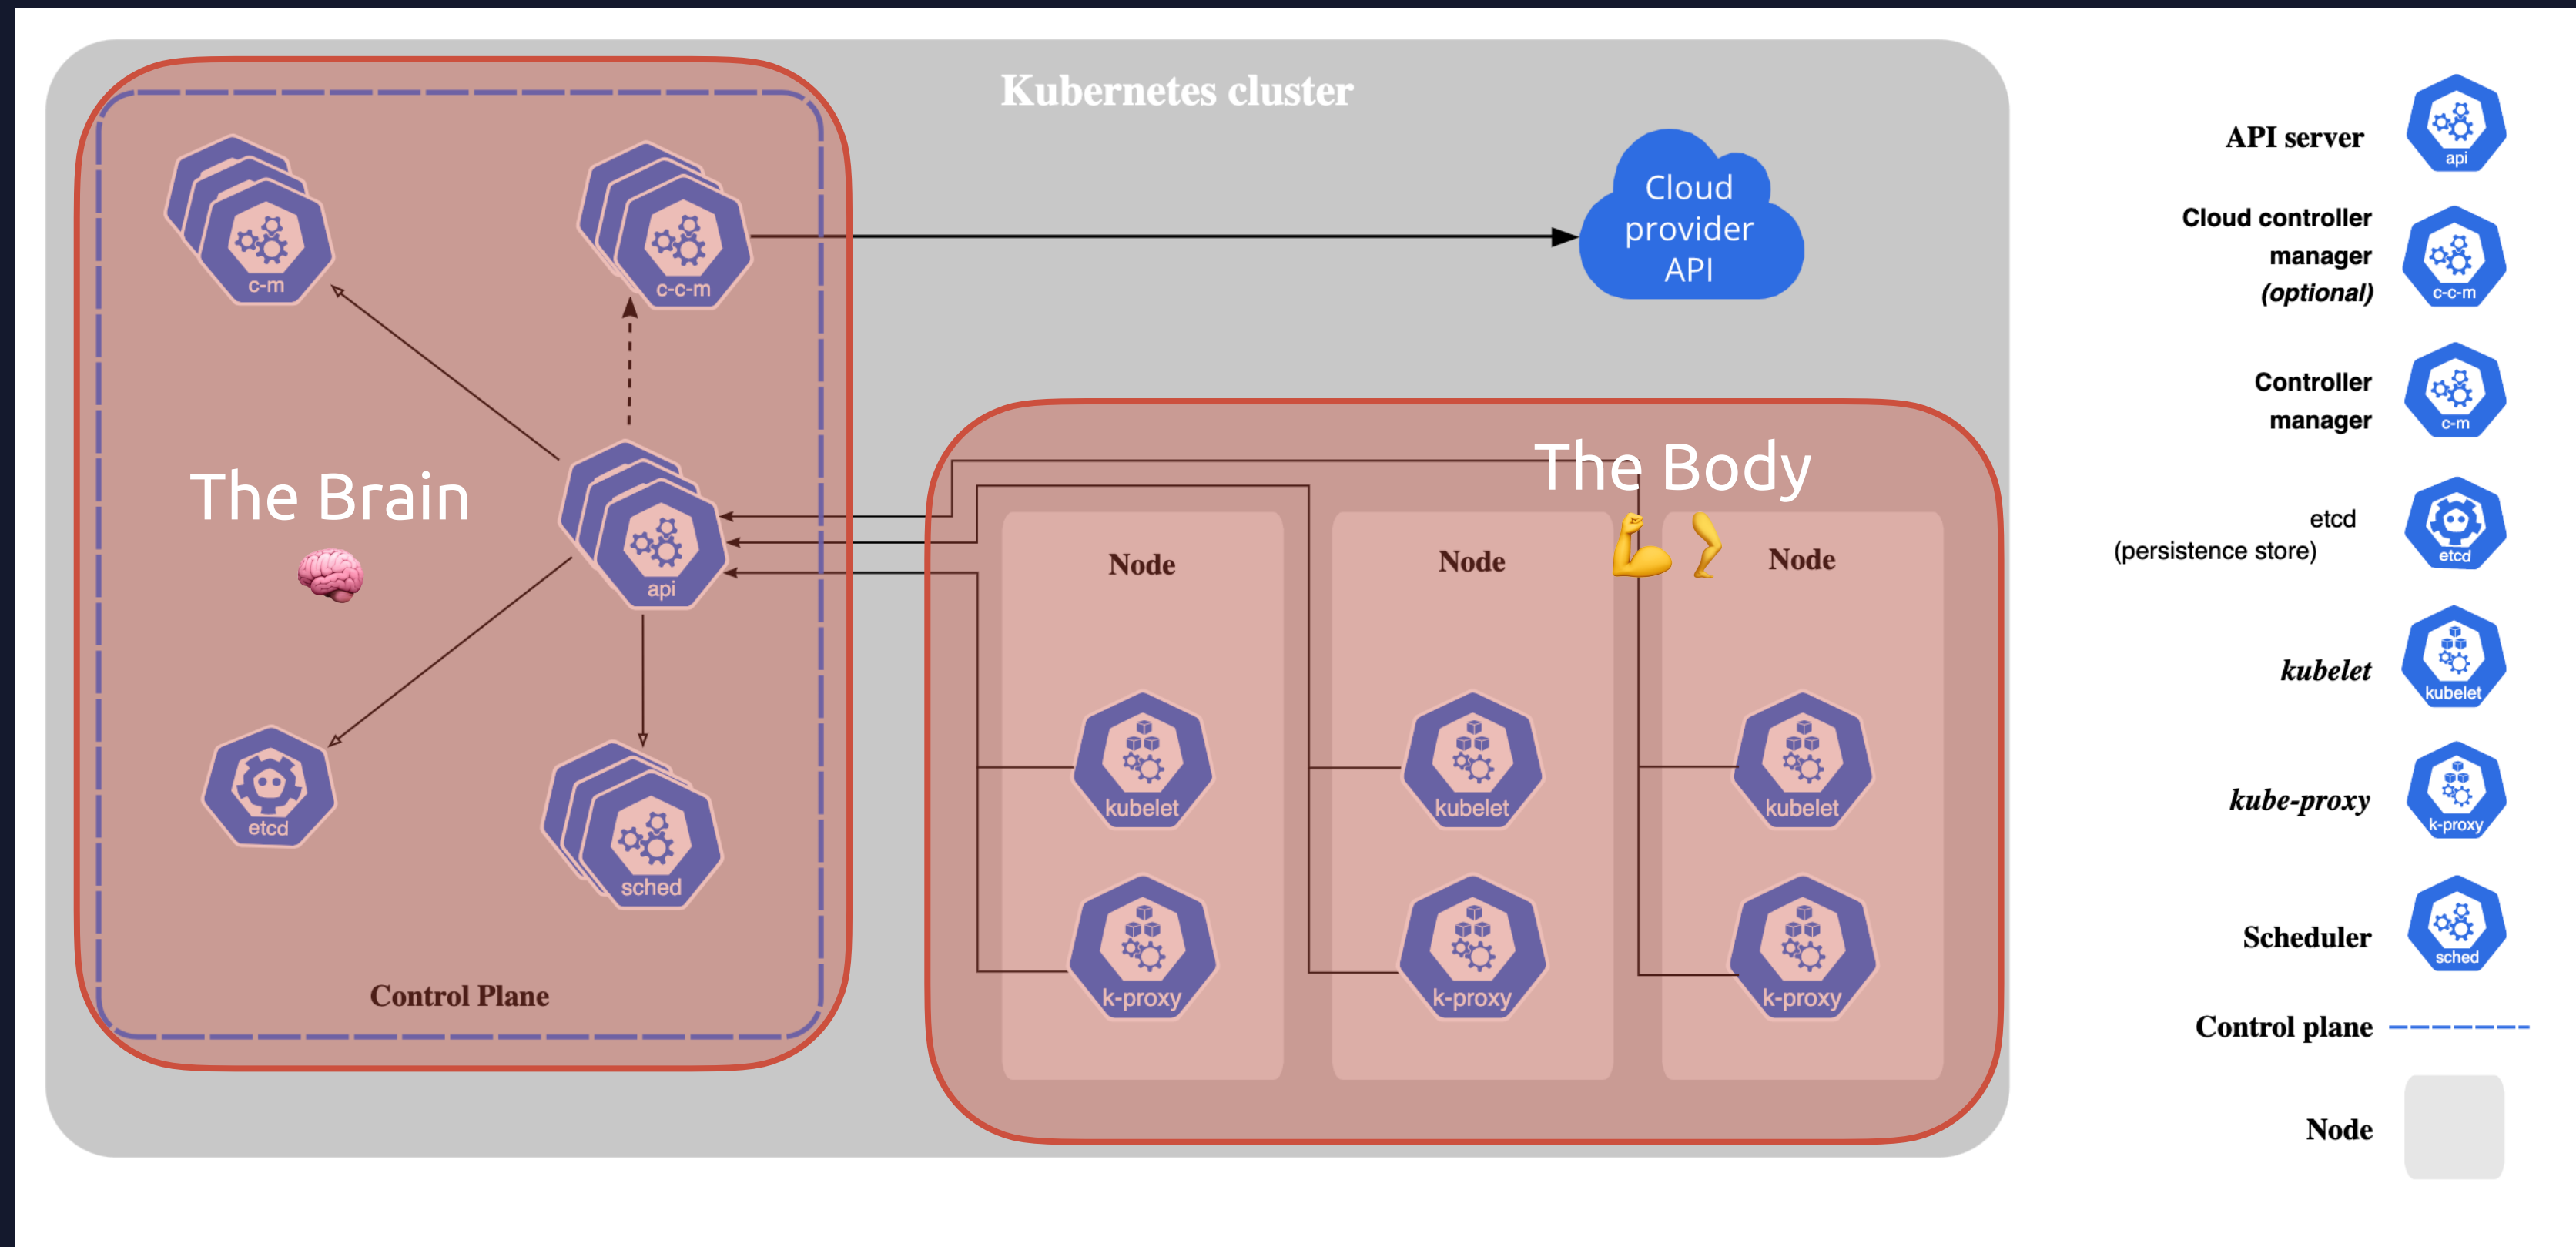 Kubernetes cluster
c-m
c-c-m
Cloud
provider
API
The Brain
api
etcd
sched
Control Plane
The Body
Node
Node
Node
kubelet
kubelet
kubelet
k-proxy
k-proxy
k-proxy
API server
api
Cloud controller
manager
(optional)
c-c-m
Controller
manager
c-m
etcd
(persistence store)
etcd
kubelet
kubelet
kube-proxy
k-proxy
Scheduler
sched
Control plane
Node